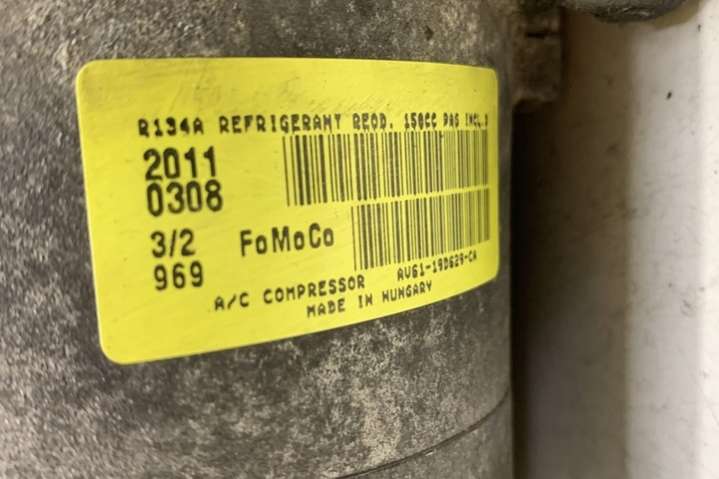 R134A REFRIGERANT REQD. 150CC PAG INCL.
2011
0308
3/2 FoMoCo
969
AV61-19D629-CA
A/C COMPRESSOR
MADE IN HUNGARY